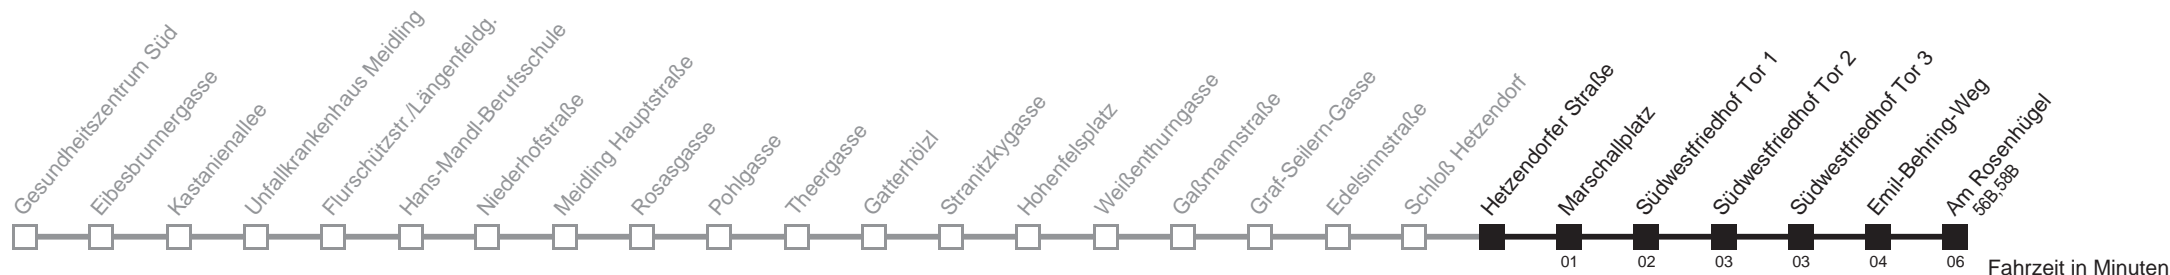 Gesundheitszentrum Süd
Eibesbrunnergasse
Kastanienallee
Unfallkrankenhaus Meidling
Flurschützstr./Längenfeldg.
Hans-Mandl-Berufsschule
Niederhofstraße
Meidling Hauptstraße
Rosasgasse
Pohlgasse
Theergasse
Gatterhölzl
Stranitzkygasse
Hohenfelsplatz
Weißenthurngasse
Gaßmannstraße
Graf-Seilern-Gasse
Edelsinnstraße
Schloß Hetzendorf
Hetzendorfer Straße
Marschallplatz
Südwestfriedhof Tor 1
Südwestfriedhof Tor 2
Südwestfriedhof Tor 3
Emil-Behring-Weg
Am Rosenhügel
56B,58B
01 02 03 03 04 06
Fahrzeit in Minuten